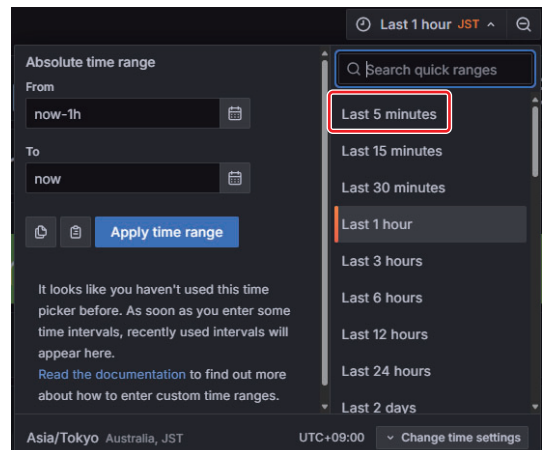 Last 1 hour JST
Absolute time range
From
now-1h
To
now
Apply time range
It looks like you haven't used this time
picker before. As soon as you enter some
time intervals, recently used intervals will
appear here.
Read the documentation to find out more
about how to enter custom time ranges.
Search quick ranges
Last 5 minutes
Last 15 minutes
Last 30 minutes
Last 1 hour
Last 3 hours
Last 6 hours
Last 12 hours
Last 24 hours
Last 2 days
Asia/Tokyo Australia, JST UTC+09:00 Change time settings